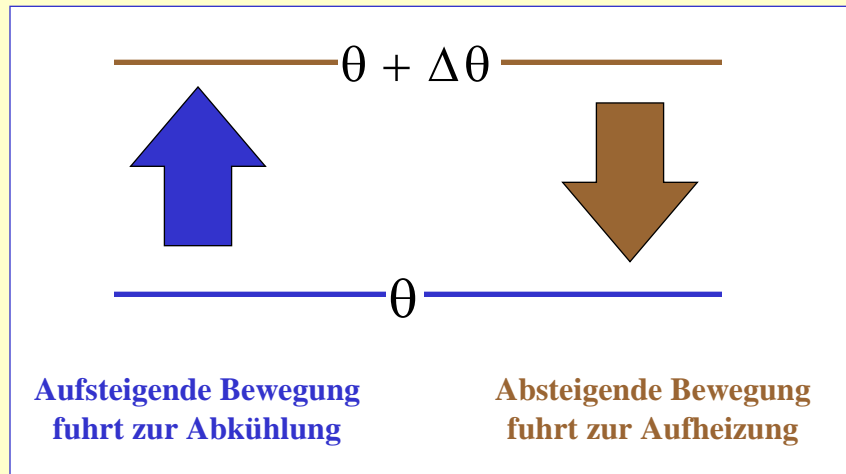 θ + Δθ
θ
Aufsteigende Bewegung
fuhrt zur Abkühlung
Absteigende Bewegung
fuhrt zur Aufheizung